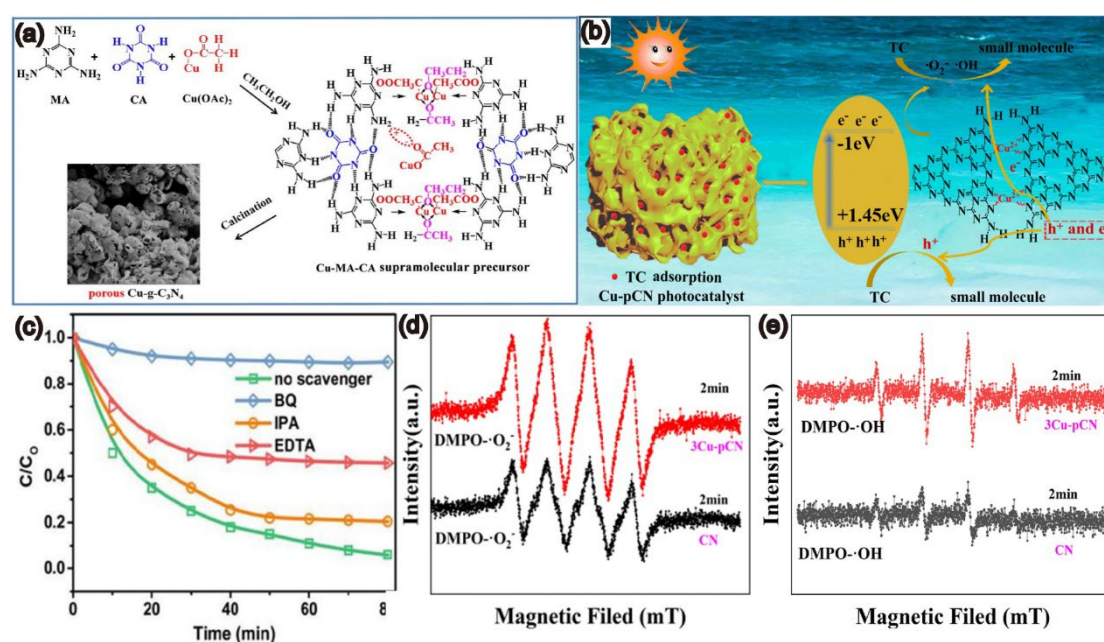 (a)
NH₂
H₂N
NH₂
MA
+
CA
+
Cu(OAc)₂
CH₃CH₂OH
Calcination
Cu-MA-CA supramolecular precursor
porous Cu-g-C₃N₄
(b)
TC
small molecule
·O₂⁻ ·OH
e⁻ e⁻ e⁻
-1eV
+1.45eV
h⁺ h⁺h⁺
h⁺
h⁺ and e
TC adsorption
Cu-pCN photocatalyst
TC
small molecule
(c)
C/C₀
1.0
0.8
0.6
0.4
0.2
0.0
no scavenger
BQ
IPA
EDTA
0
20
40
60
8
Time (min)
(d)
Intensity(a.u.)
2min
3Cu-pCN
DMPO-·O₂⁻
2min
CN
DMPO-·O₂⁻
Magnetic Filed (mT)
(e)
Intensity(a.u.)
2min
3Cu-pCN
DMPO-·OH
2min
CN
DMPO-·OH
Magnetic Filed (mT)